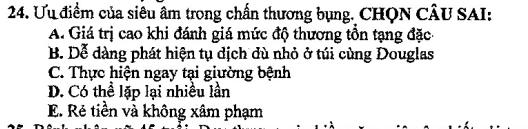 24. Ưu điểm của siêu âm trong chấn thương bụng. CHỌN CÂU SAI:
A. Giá trị cao khi đánh giá mức độ thương tổn tạng đặc
B. Dễ dàng phát hiện tụ dịch dù nhỏ ở túi cùng Douglas
C. Thực hiện ngay tại giường bệnh
D. Có thể lặp lại nhiều lần
E. Rẻ tiền và không xâm phạm